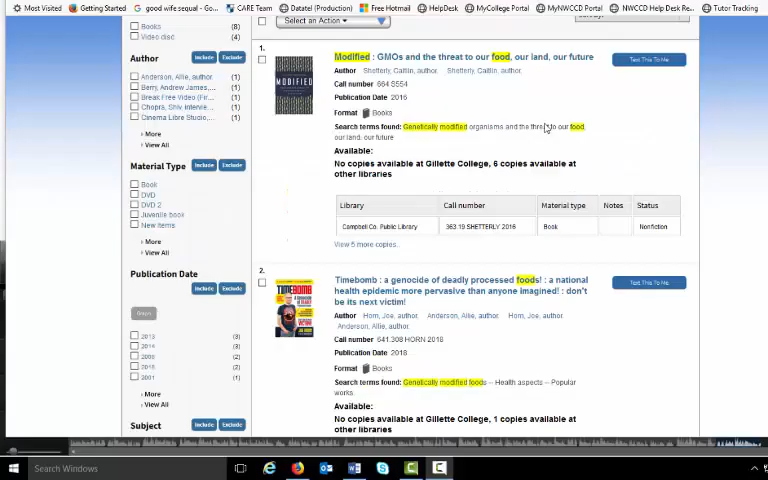 Most Visited Getting Started good wife sequal - Go... CARE Team Datatel (Production) Free Hotmail HelpDesk MyCollege Portal MyNWCCD Portal NWCCD Help Desk Re... Tutor Tracking
Books (8)
Video disc (4)
Select an Action
Author Include Exclude
Anderson, Allie, author. (1)
Berry, Andrew James,... (1)
Break Free Video (Fir... (1)
Chopra, Shiv Intervie... (1)
Cinema Libre Studio,... (1)
More
View All
Material Type Include Exclude
Book
DVD
DVD 2
Juvenile book
New Items
More
View All
Publication Date
Include Exclude
Graph
2013 (3)
(3)
(2)
(2)
2001 (1)
More
View All
Subject Include Exclude
1.
Modified : GMOs and the threat to our food, our land, our future
Text This To Me
Author Shetterly, Caitlin, author. Shetterly, Caitlin, author.
Call number 664 S554
Publication Date 2016
Format Books
Search terms found: Genetically modified organisms and the threat to our food,
our land, our future
Available:
No copies available at Gillette College, 6 copies available at
other libraries
Library Call number Material type Notes Status
Campbell Co. Public Library 363.19 SHETTERLY 2016 Book Nonfiction
View 5 more copies.
2.
Timebomb : a genocide of deadly processed foods! : a national
health epidemic more pervasive than anyone imagined! : don't
be its next victim!
Text This To Me
Author Horn, Joe, author. Anderson, Allie, author. Horn, Joe, author.
Anderson, Allie, author.
Call number 641.308 HORN 2018
Publication Date 2018
Format Books
Search terms found: Genetically modified foods -- Health aspects -- Popular
works.
Available:
No copies available at Gillette College, 1 copies available at
other libraries
MODIFIED
TIMEBOMB
Search Windows